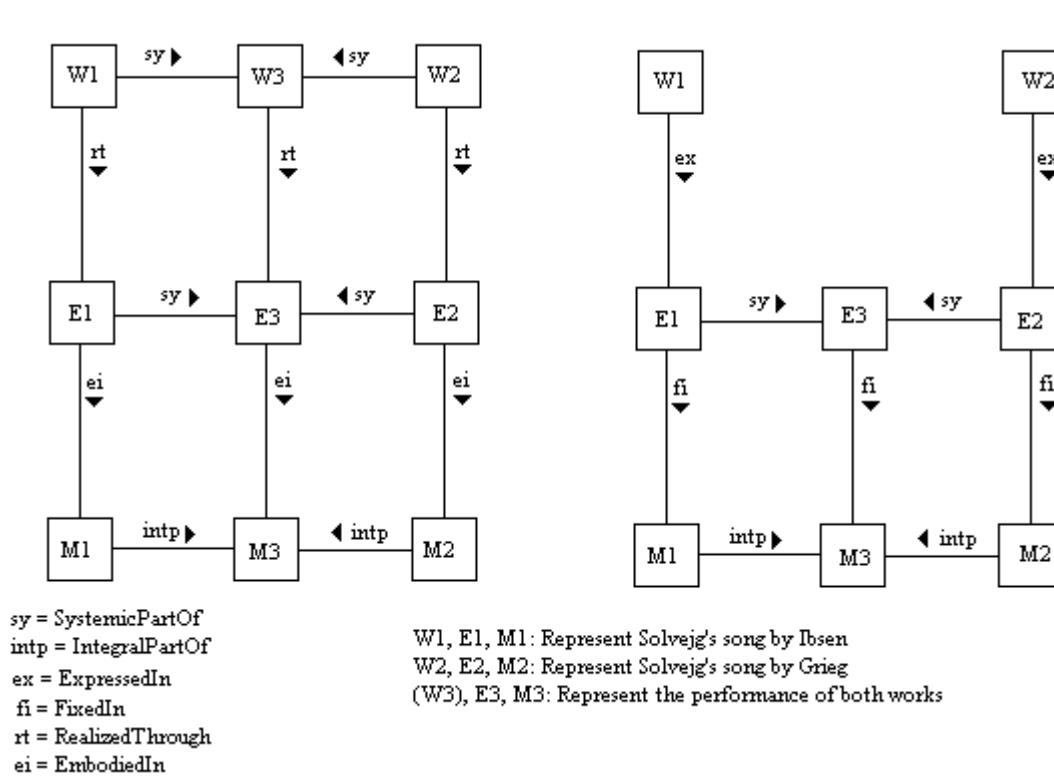 W1 sy W3 sy W2
rt rt rt
E1 sy E3 sy E2
ei ei ei
M1 intp M3 intp M2
W1 W2
ex ex
E1 sy E3 sy E2
fi fi fi
M1 intp M3 intp M2
sy = SystemicPartOf
intp = IntegralPartOf
ex = ExpressedIn
fi = FixedIn
rt = RealizedThrough
ei = EmbodiedIn
W1, E1, M1: Represent Solvejg's song by Ibsen
W2, E2, M2: Represent Solvejg's song by Grieg
(W3), E3, M3: Represent the performance of both works